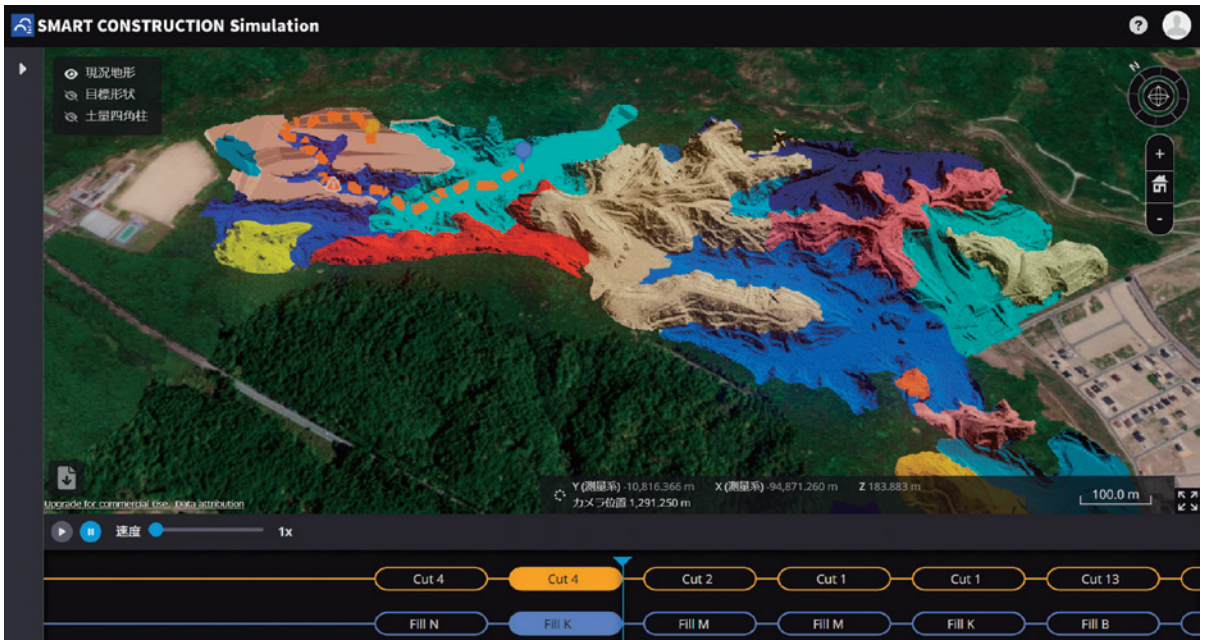 SMART CONSTRUCTION Simulation
?
N
現況地形
目標形状
土量四角柱
+
-
Y (測量系) -10,816.366 m X (測量系) -94,871.260 m Z 183.883 m
カメラ位置 1,291.250 m
100.0 m
Upgrade for commercial use. Data attribution
速度 1x
Cut 4 Cut 4 Cut 2 Cut 1 Cut 1 Cut 13
Fill N Fill K Fill M Fill M Fill K Fill B